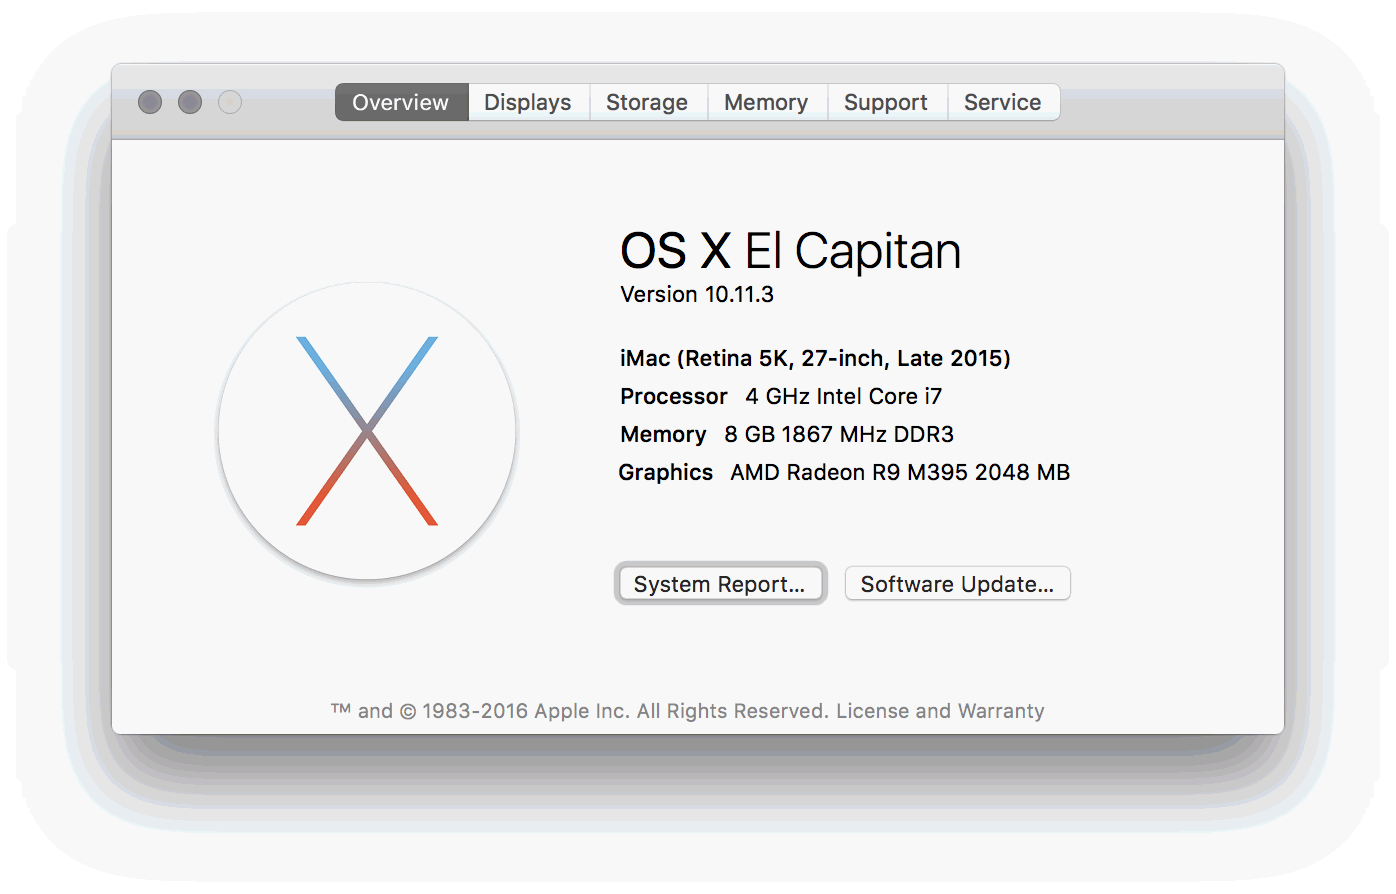 Overview Displays Storage Memory Support Service
OS X El Capitan
Version 10.11.3
iMac (Retina 5K, 27-inch, Late 2015)
Processor 4 GHz Intel Core i7
Memory 8 GB 1867 MHz DDR3
Graphics AMD Radeon R9 M395 2048 MB
System Report... Software Update...
™ and © 1983-2016 Apple Inc. All Rights Reserved. License and Warranty